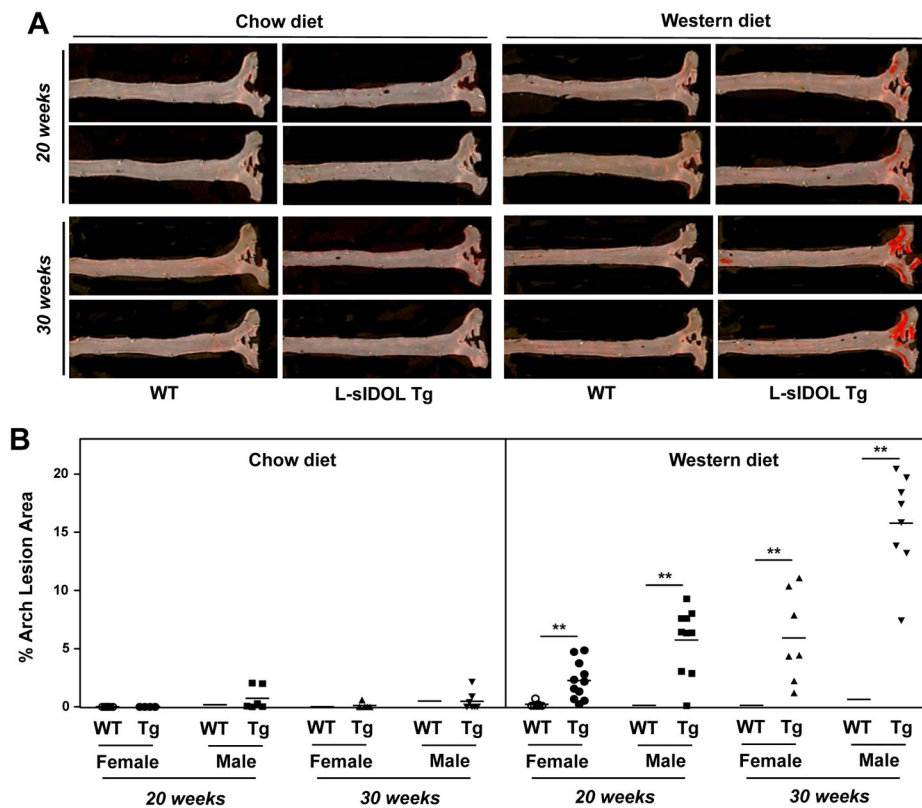 A
Chow diet
Western diet
20 weeks
30 weeks
WT
L-sIDOL Tg
WT
L-sIDOL Tg
B
% Arch Lesion Area
20
15
10
5
0
Chow diet
Western diet
**
**
**
**
WT Tg WT Tg WT Tg WT Tg WT Tg WT Tg WT Tg WT Tg
Female Male Female Male Female Male Female Male
20 weeks 30 weeks 20 weeks 30 weeks